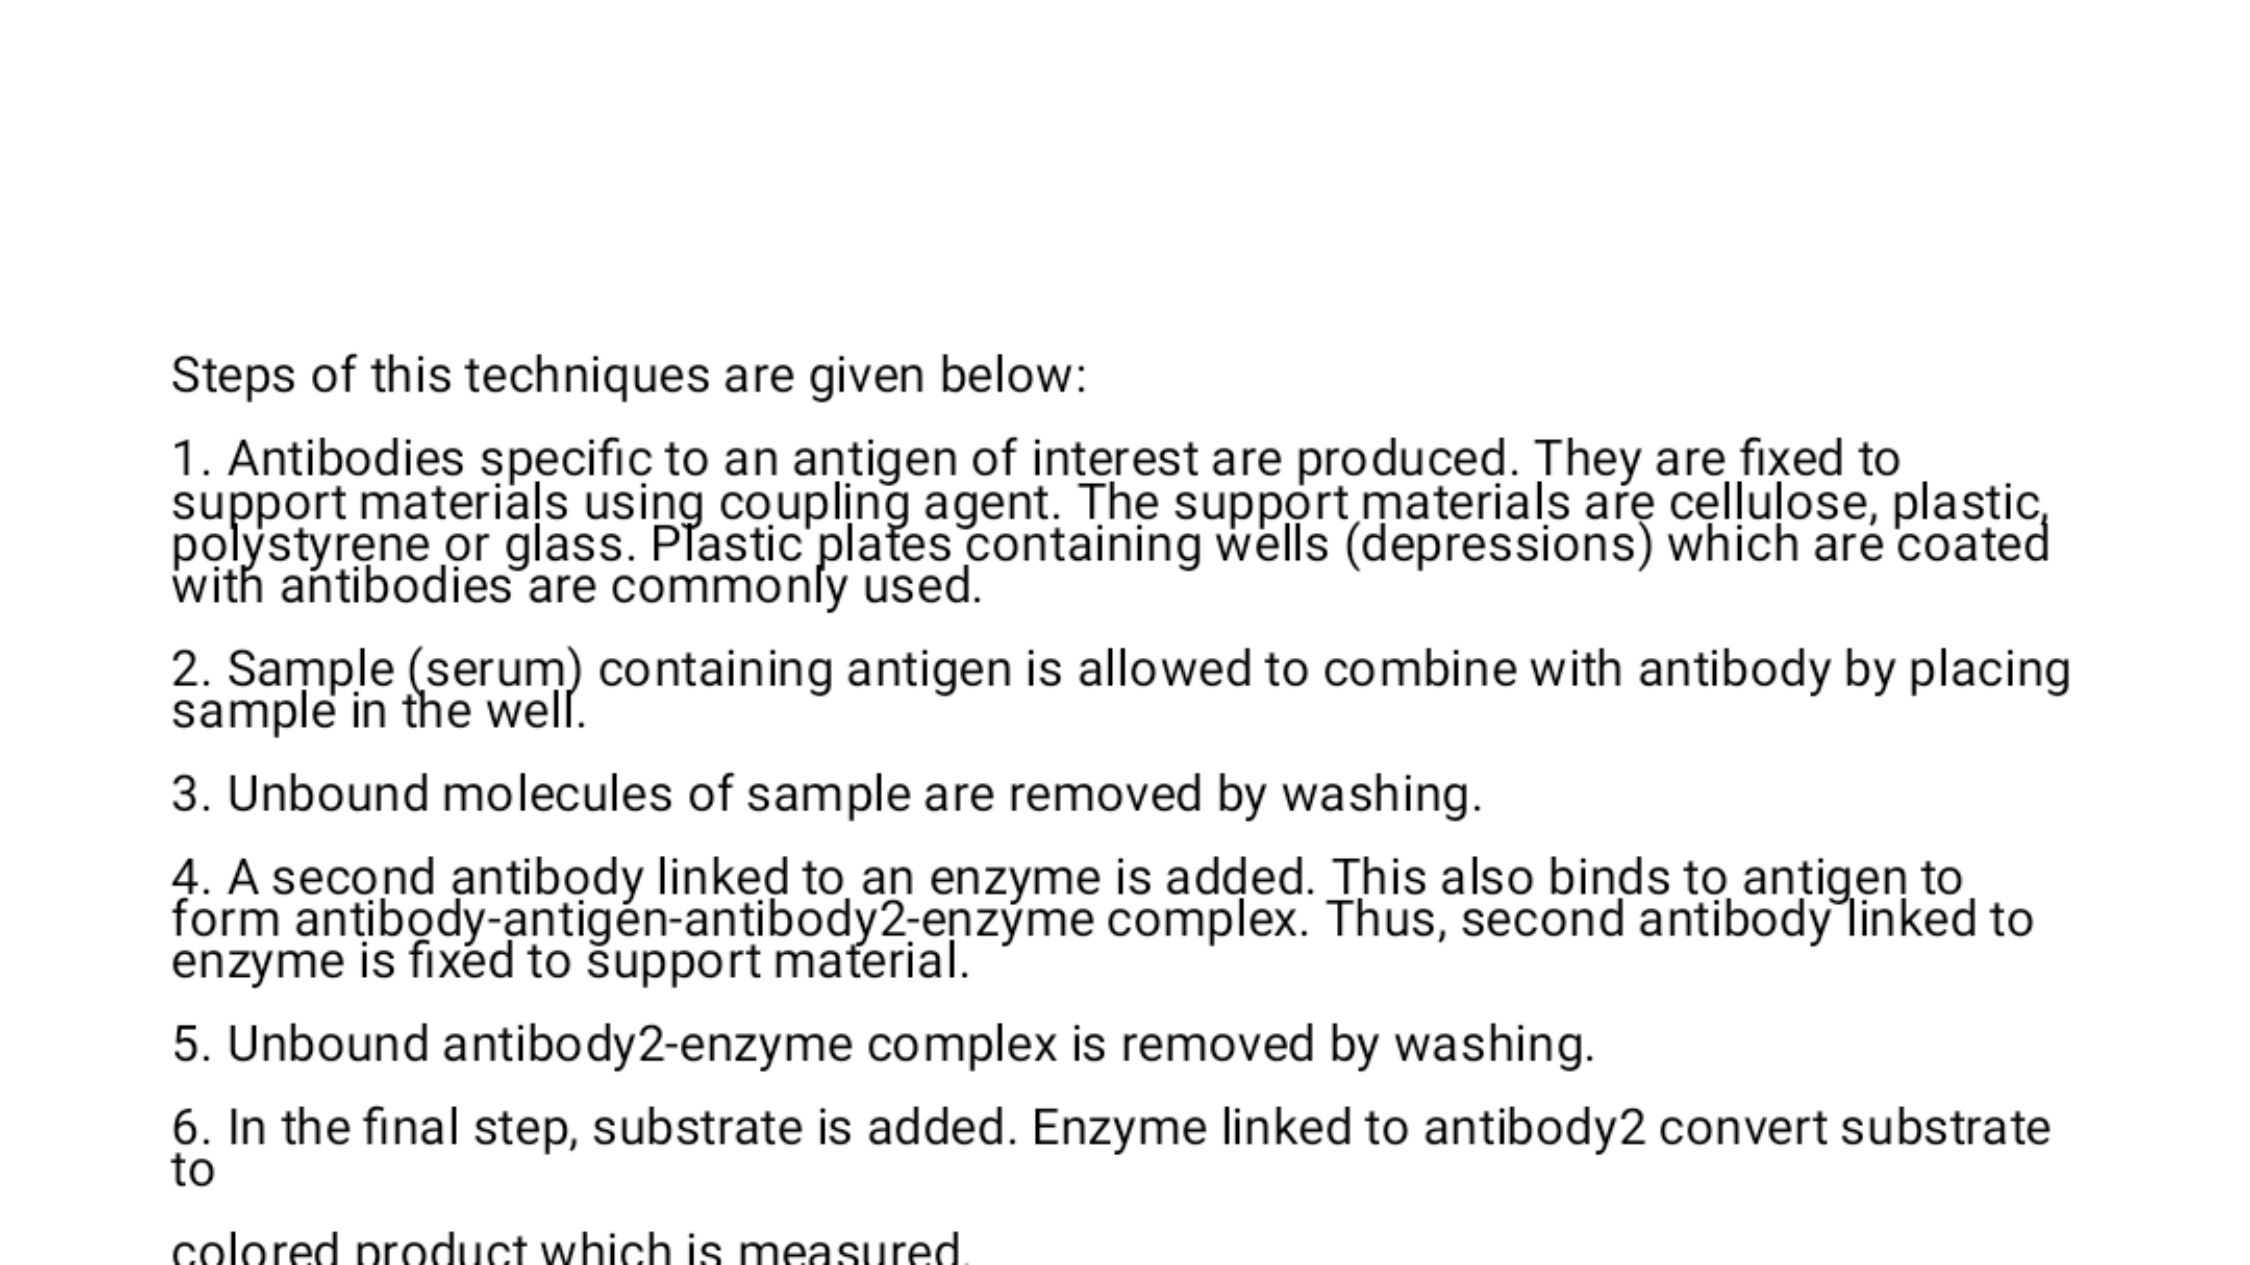 Steps of this techniques are given below:
1. Antibodies specific to an antigen of interest are produced. They are fixed to
support materials using coupling agent. The support materials are cellulose, plastic,
polystyrene or glass. Plastic plates containing wells (depressions) which are coated
with antibodies are commonly used.
2. Sample (serum) containing antigen is allowed to combine with antibody by placing
sample in the well.
3. Unbound molecules of sample are removed by washing.
4. A second antibody linked to an enzyme is added. This also binds to antigen to
form antibody-antigen-antibody2-enzyme complex. Thus, second antibody linked to
enzyme is fixed to support material.
5. Unbound antibody2-enzyme complex is removed by washing.
6. In the final step, substrate is added. Enzyme linked to antibody2 convert substrate
to
colored product which is measured.